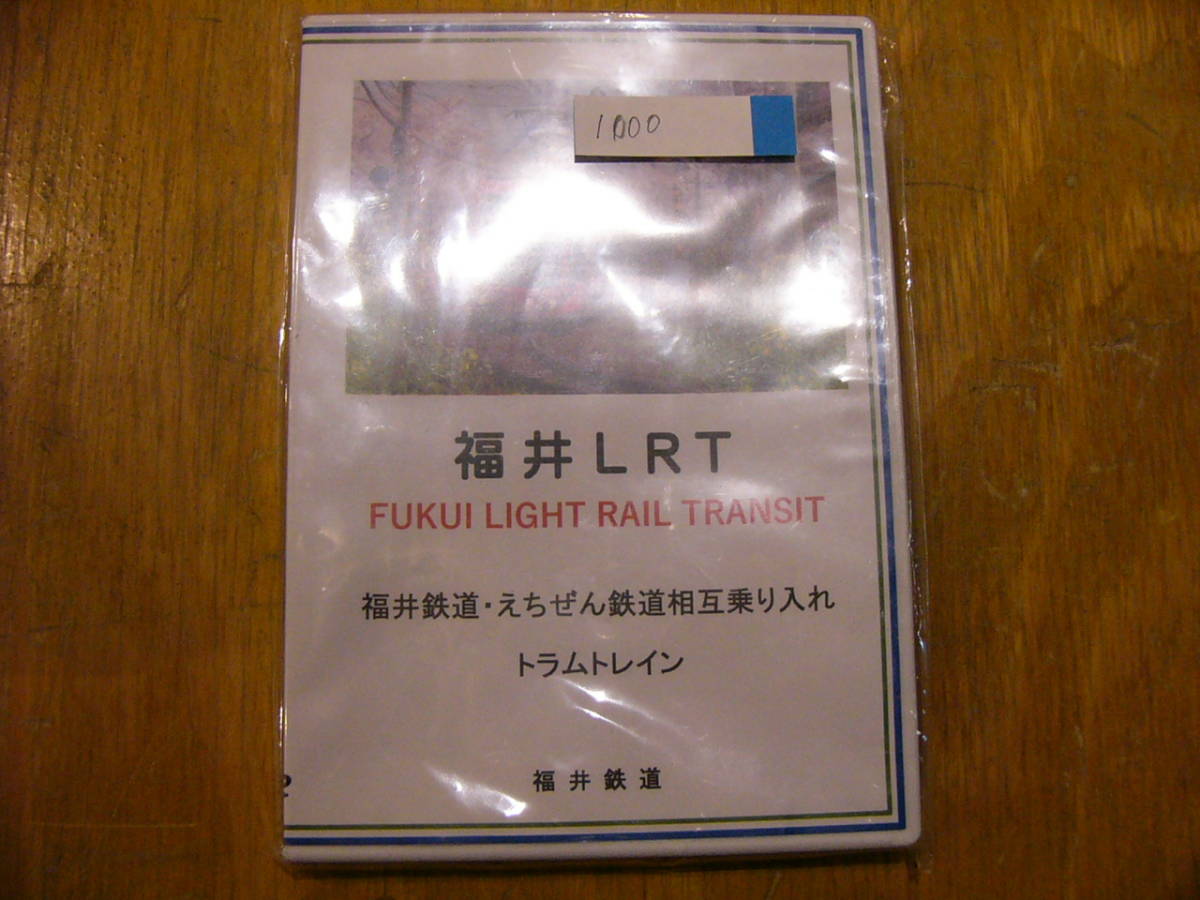 1000
福井LRT
FUKUI LIGHT RAIL TRANSIT
福井鉄道・えちぜん鉄道相互乗り入れ
トラムトレイン
福井鉄道